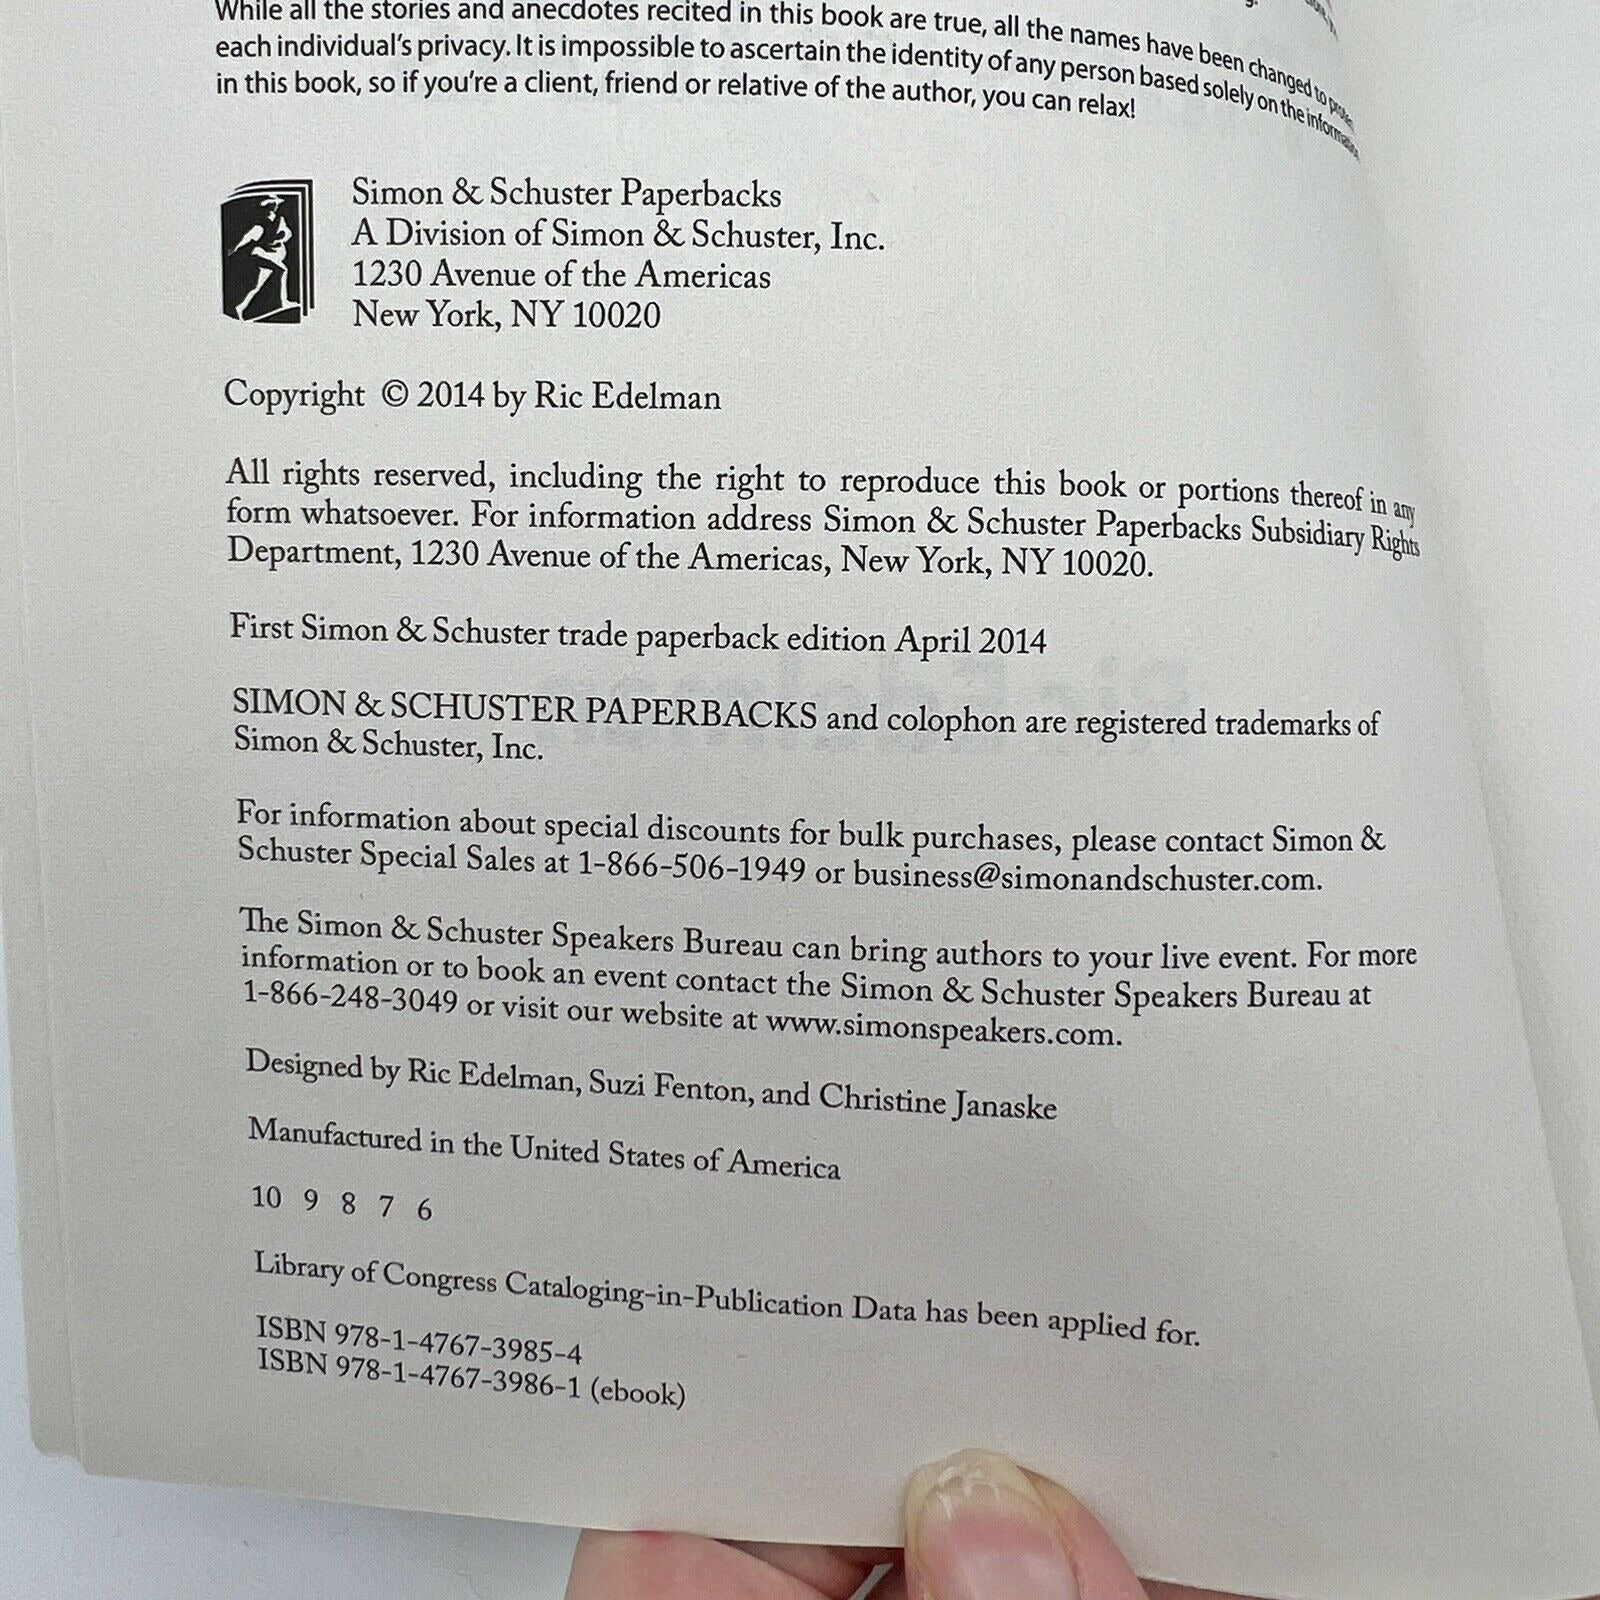 While all the stories and anecdotes recited in this book are true, all the names have been changed to protect
each individual's privacy. It is impossible to ascertain the identity of any person based solely on the information
in this book, so if you're a client, friend or relative of the author, you can relax!
Simon & Schuster Paperbacks
A Division of Simon & Schuster, Inc.
1230 Avenue of the Americas
New York, NY 10020
Copyright © 2014 by Ric Edelman
All rights reserved, including the right to reproduce this book or portions thereof in any
form whatsoever. For information address Simon & Schuster Paperbacks Subsidiary Rights
Department, 1230 Avenue of the Americas, New York, NY 10020.
First Simon & Schuster trade paperback edition April 2014
SIMON & SCHUSTER PAPERBACKS and colophon are registered trademarks of
Simon & Schuster, Inc.
For information about special discounts for bulk purchases, please contact Simon &
Schuster Special Sales at 1-866-506-1949 or business@simonandschuster.com.
The Simon & Schuster Speakers Bureau can bring authors to your live event. For more
information or to book an event contact the Simon & Schuster Speakers Bureau at
1-866-248-3049 or visit our website at www.simonspeakers.com.
Designed by Ric Edelman, Suzi Fenton, and Christine Janaske
Manufactured in the United States of America
10 9 8 7 6
Library of Congress Cataloging-in-Publication Data has been applied for.
ISBN 978-1-4767-3985-4
ISBN 978-1-4767-3986-1 (ebook)